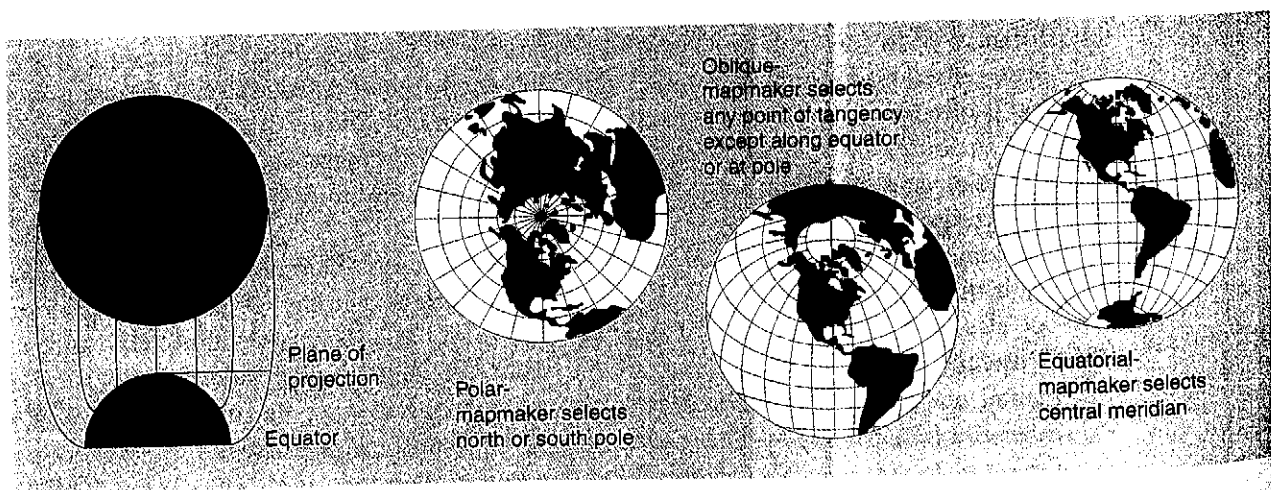 Plane of
projection
Equator
Polar-
mapmaker selects
north or south pole
Oblique-
mapmaker selects
any point of tangency
except along equator
or at pole
Equatorial-
mapmaker selects
central meridian